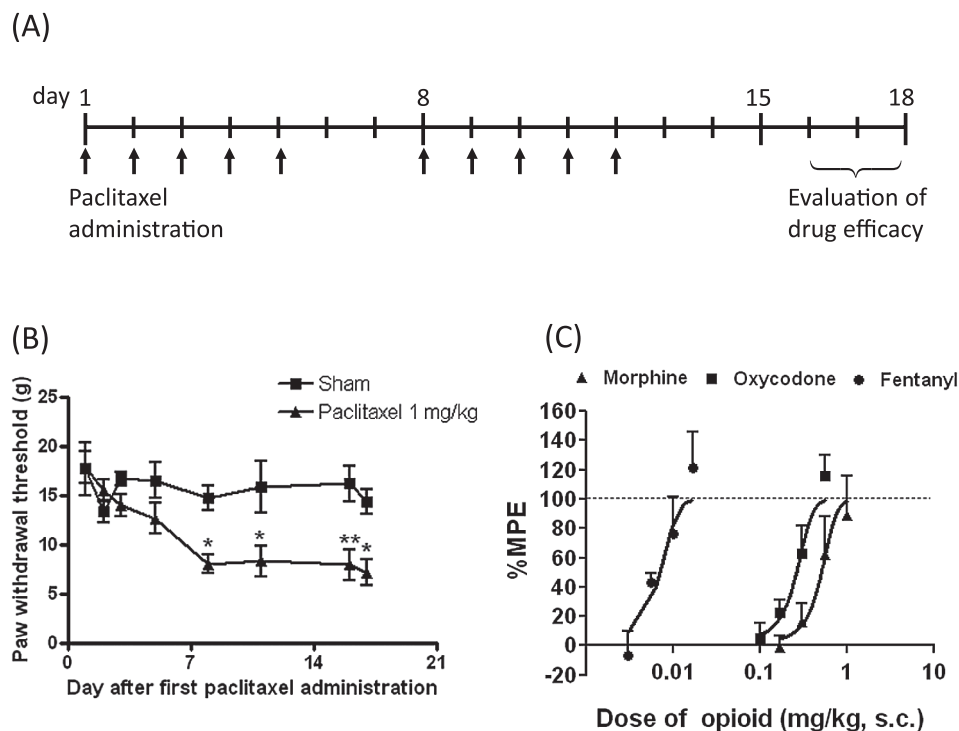 (A)
day 1 8 15 18
Paclitaxel
administration
Evaluation of
drug efficacy
(B)
Sham
Paclitaxel 1 mg/kg
Paw withdrawal threshold (g)
25
20
15
10
5
0
* * ** *
0 7 14 21
Day after first paclitaxel administration
(C)
Morphine Oxycodone Fentanyl
%MPE
160
140
120
100
80
60
40
20
0
-20
0.01 0.1 1 10
Dose of opioid (mg/kg, s.c.)